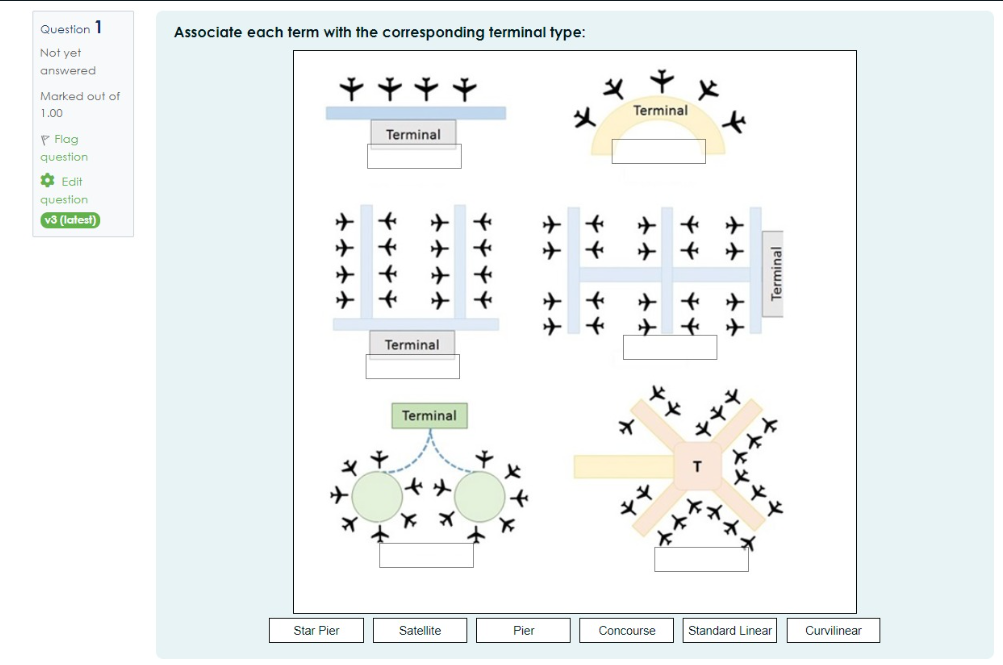 Question 1
Not yet
answered
Marked out of
1.00
Flag
question
Edit
question
v3 (latest)
Associate each term with the corresponding terminal type:
Terminal
Terminal
Terminal
Terminal
Terminal
T
Star Pier
Satellite
Pier
Concourse
Standard Linear
Curvilinear